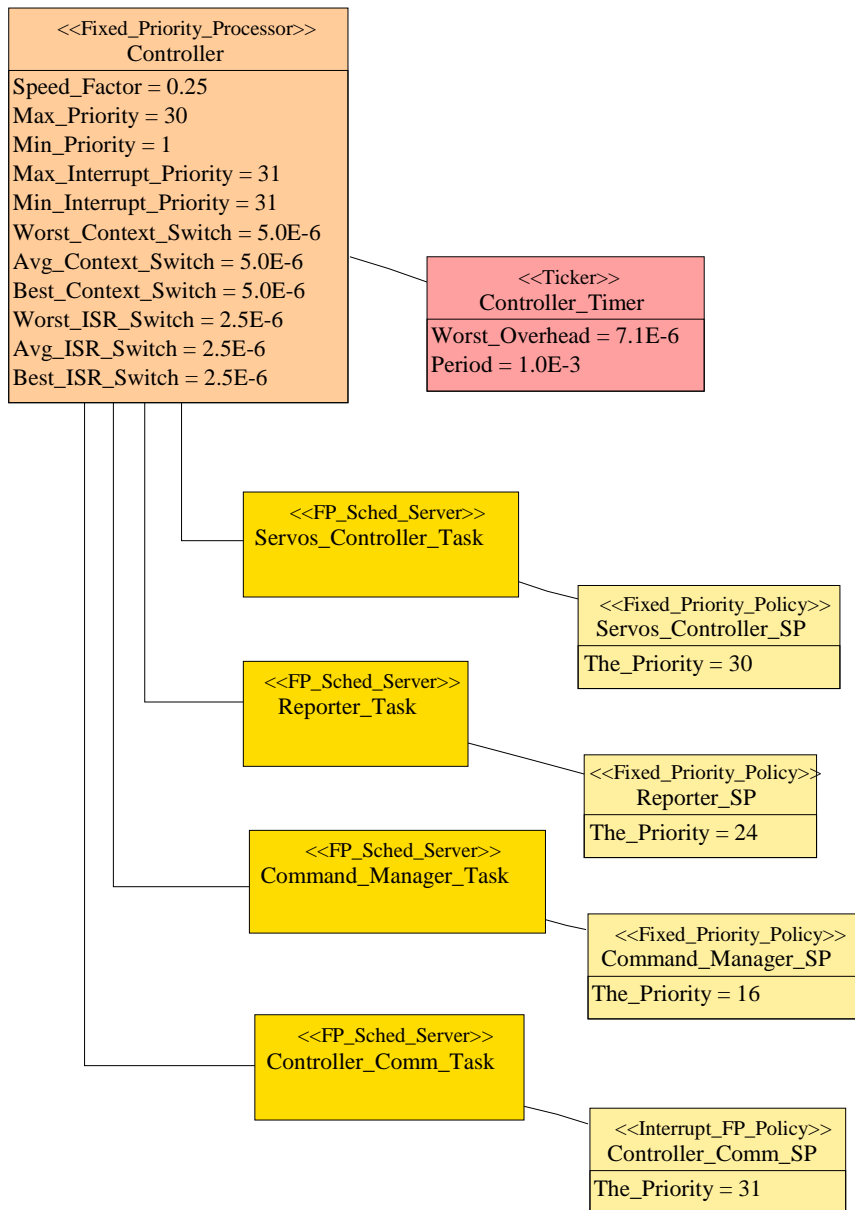 <<Fixed_Priority_Processor>>
Controller
Speed_Factor = 0.25
Max_Priority = 30
Min_Priority = 1
Max_Interrupt_Priority = 31
Min_Interrupt_Priority = 31
Worst_Context_Switch = 5.0E-6
Avg_Context_Switch = 5.0E-6
Best_Context_Switch = 5.0E-6
Worst_ISR_Switch = 2.5E-6
Avg_ISR_Switch = 2.5E-6
Best_ISR_Switch = 2.5E-6
<<Ticker>>
Controller_Timer
Worst_Overhead = 7.1E-6
Period = 1.0E-3
<<FP_Sched_Server>>
Servos_Controller_Task
<<Fixed_Priority_Policy>>
Servos_Controller_SP
The_Priority = 30
<<FP_Sched_Server>>
Reporter_Task
<<Fixed_Priority_Policy>>
Reporter_SP
The_Priority = 24
<<FP_Sched_Server>>
Command_Manager_Task
<<Fixed_Priority_Policy>>
Command_Manager_SP
The_Priority = 16
<<FP_Sched_Server>>
Controller_Comm_Task
<<Interrupt_FP_Policy>>
Controller_Comm_SP
The_Priority = 31